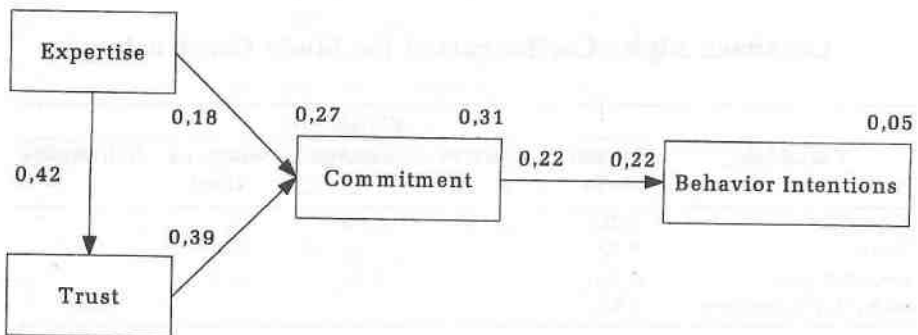 Expertise
0,18
0,27
0,31
0,05
0,42
Commitment
0,22
0,22
Behavior Intentions
0,39
Trust